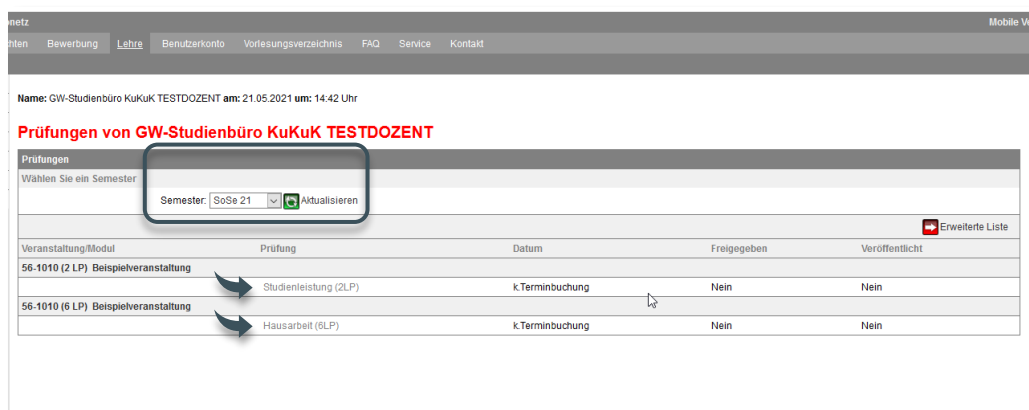 Mobile
Bewerbung Lehre Benutzerkonto Vorlesungsverzeichnis FAQ Service Kontakt
Name: GW-Studienbüro KuKuK TESTDOZENT am: 21.05.2021 um: 14:42 Uhr
Prüfungen von GW-Studienbüro KuKuK TESTDOZENT
Prüfungen
Wählen Sie ein Semester
Semester: SoSe 21 Aktualisieren
Erweiterte Liste
Veranstaltung/Modul Prüfung Datum Freigegeben Veröffentlicht
56-1010 (2 LP) Beispielveranstaltung
Studienleistung (2LP) k.Terminbuchung Nein Nein
56-1010 (6 LP) Beispielveranstaltung
Hausarbeit (6LP) k.Terminbuchung Nein Nein